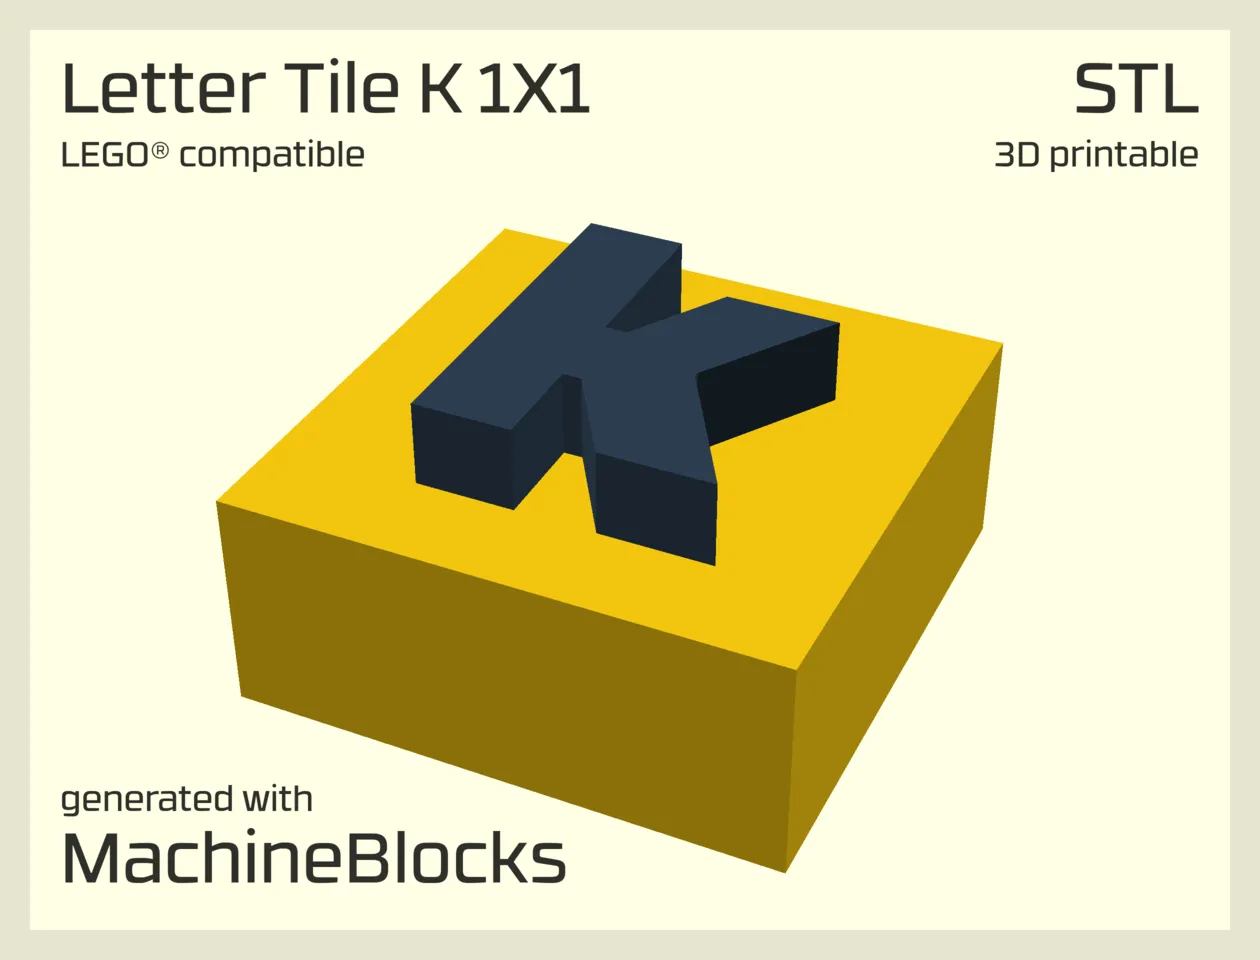 Letter Tile K 1X1
STL
LEGO® compatible
3D printable
K
generated with
MachineBlocks